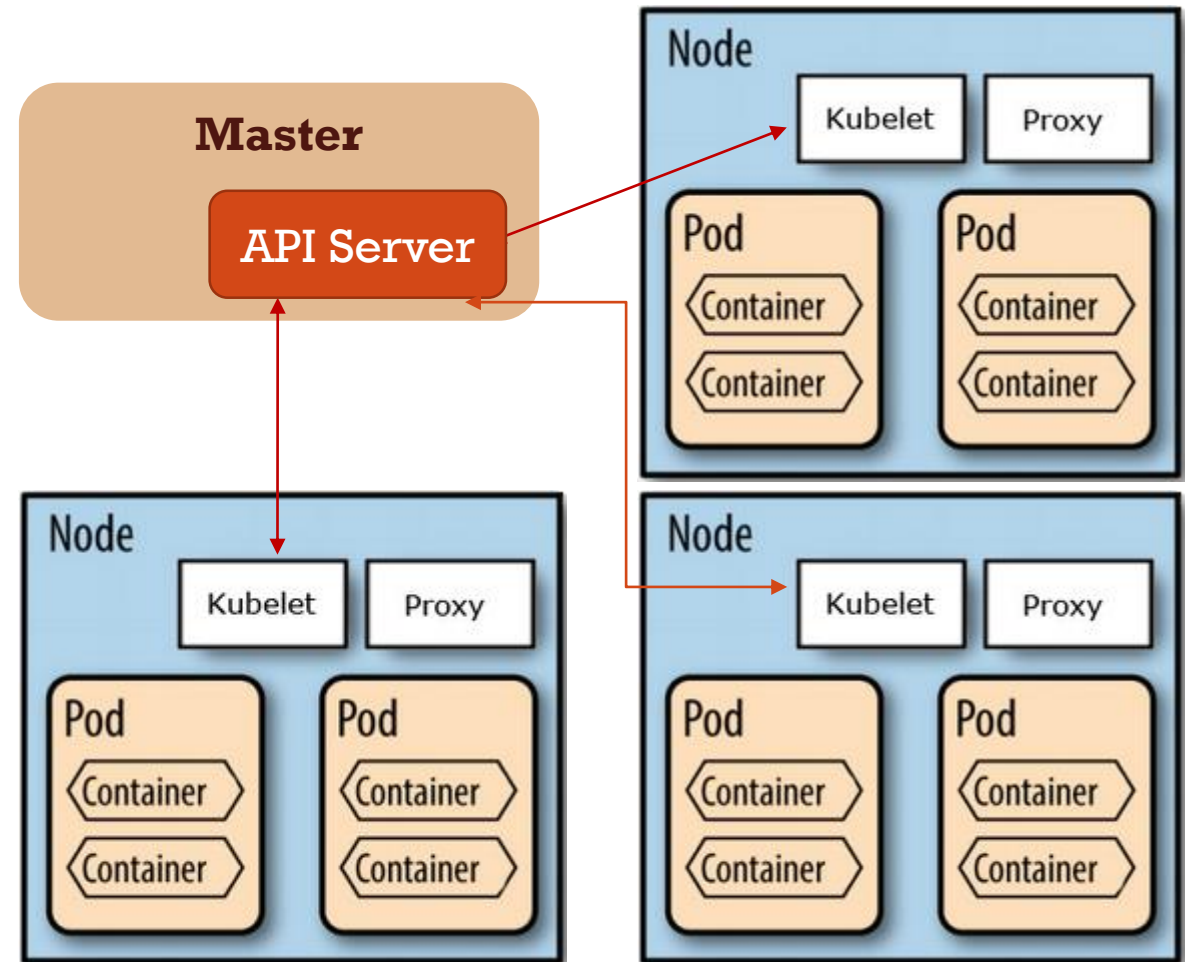 Master
API Server
Node
Kubelet
Proxy
Pod
Container
Container
Pod
Container
Container
Node
Kubelet
Proxy
Pod
Container
Container
Pod
Container
Container
Node
Kubelet
Proxy
Pod
Container
Container
Pod
Container
Container